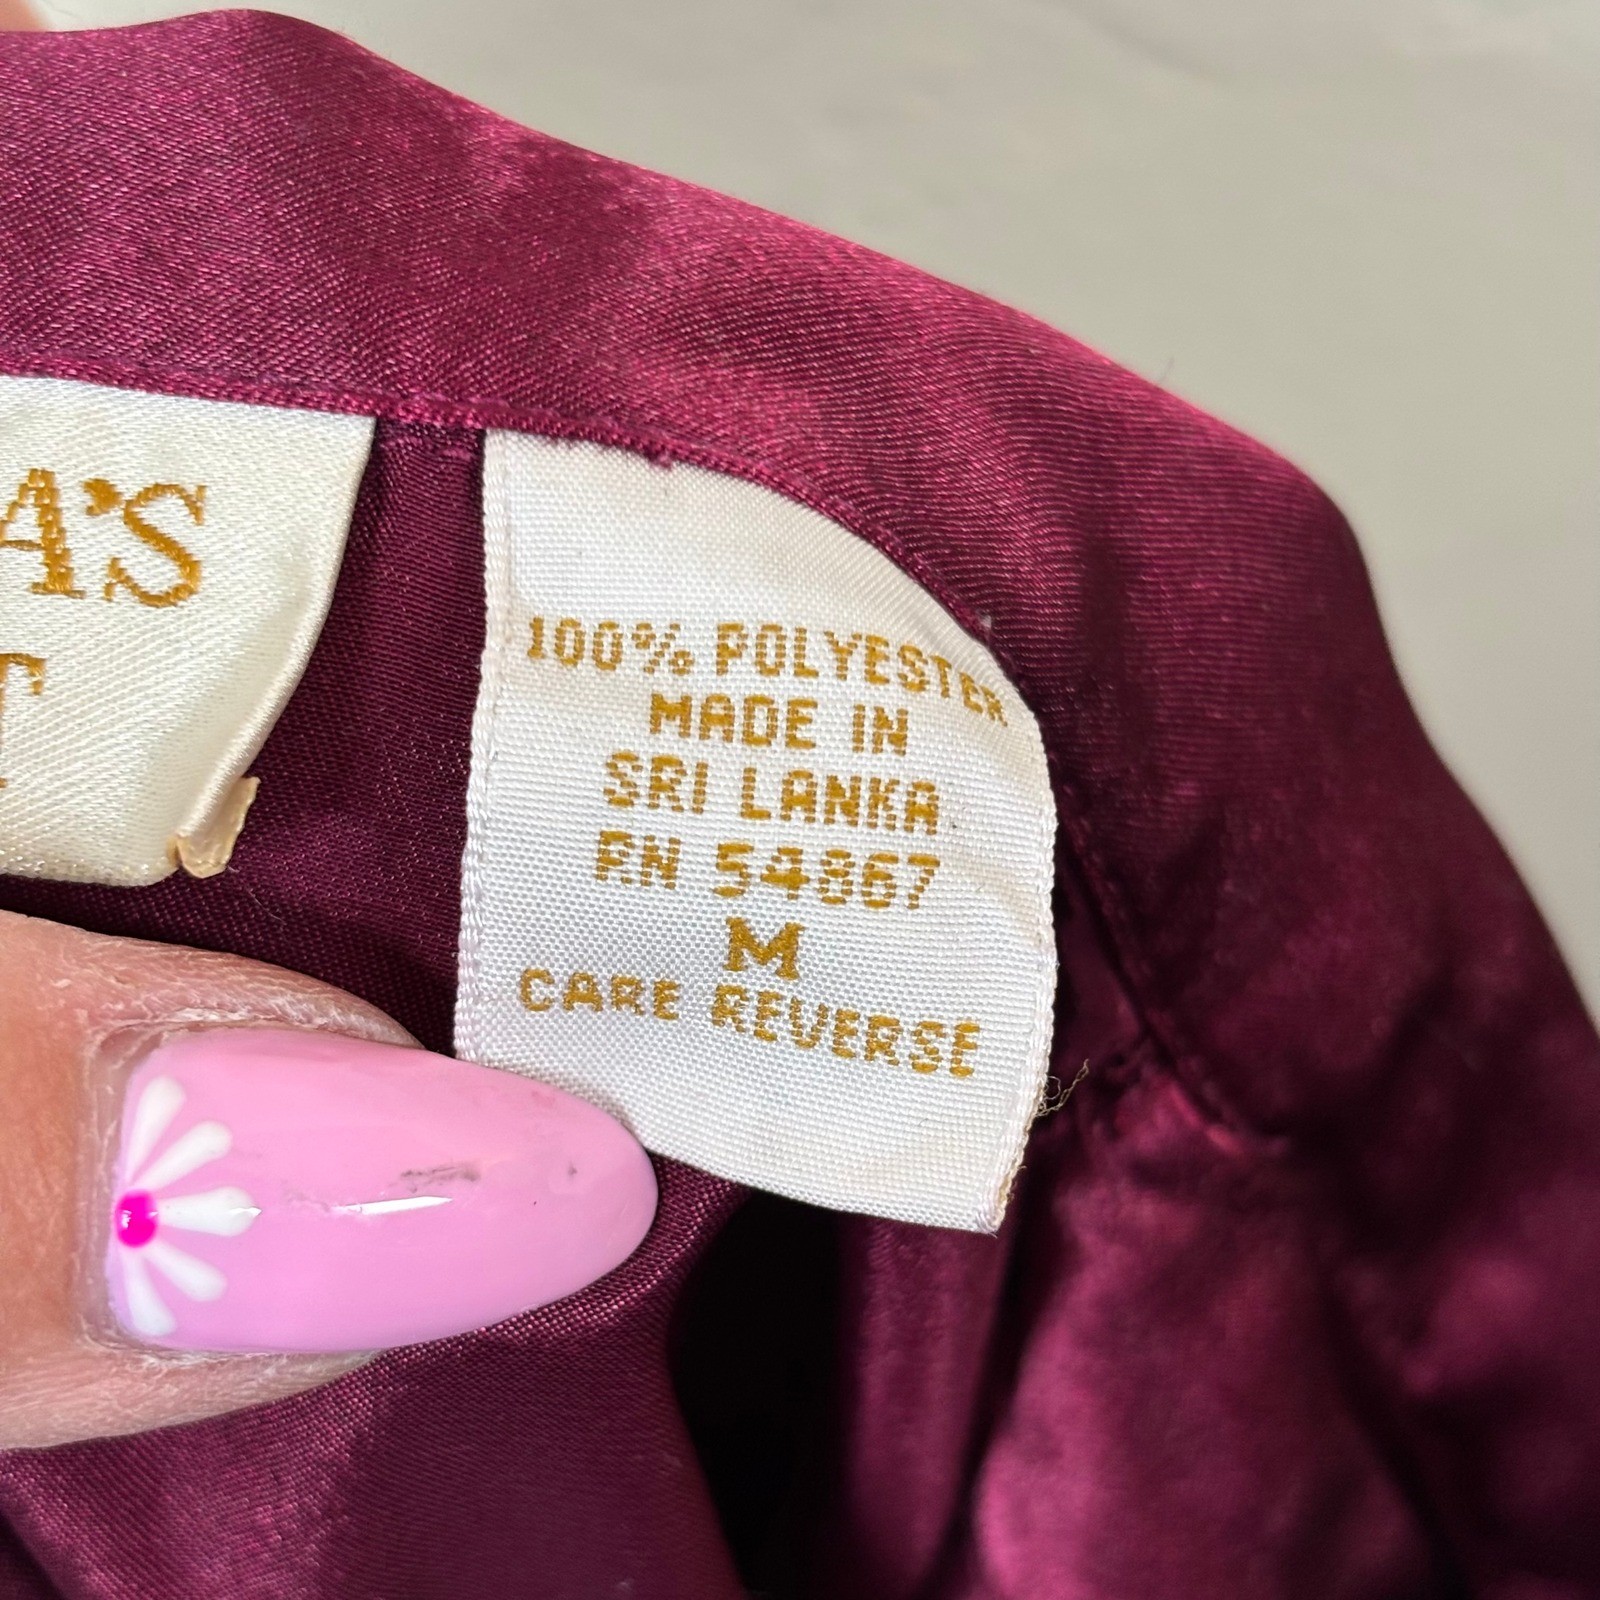 A'S
T
100% POLYESTER
MADE IN
SRI LANKA
RN 54867
M
CARE REVERSE